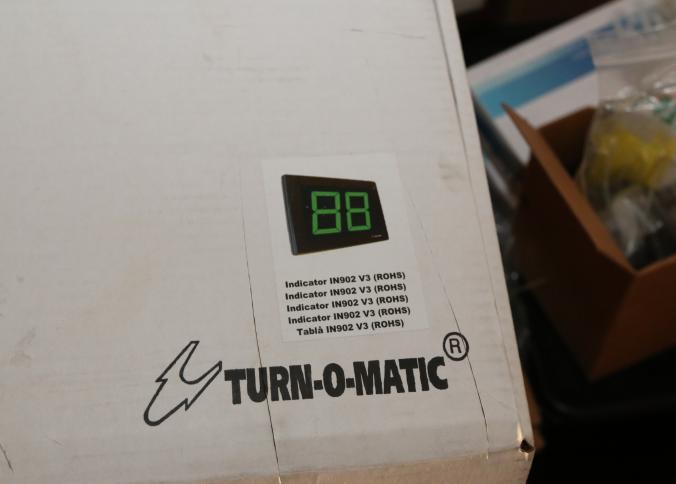 88
Indicator IN902 V3 (ROHS)
Indicator IN902 V3 (ROHS)
Indicator IN902 V3 (ROHS)
Indicator IN902 V3 (ROHS)
Tablà IN902 V3 (ROHS)
TURN-O-MATIC®